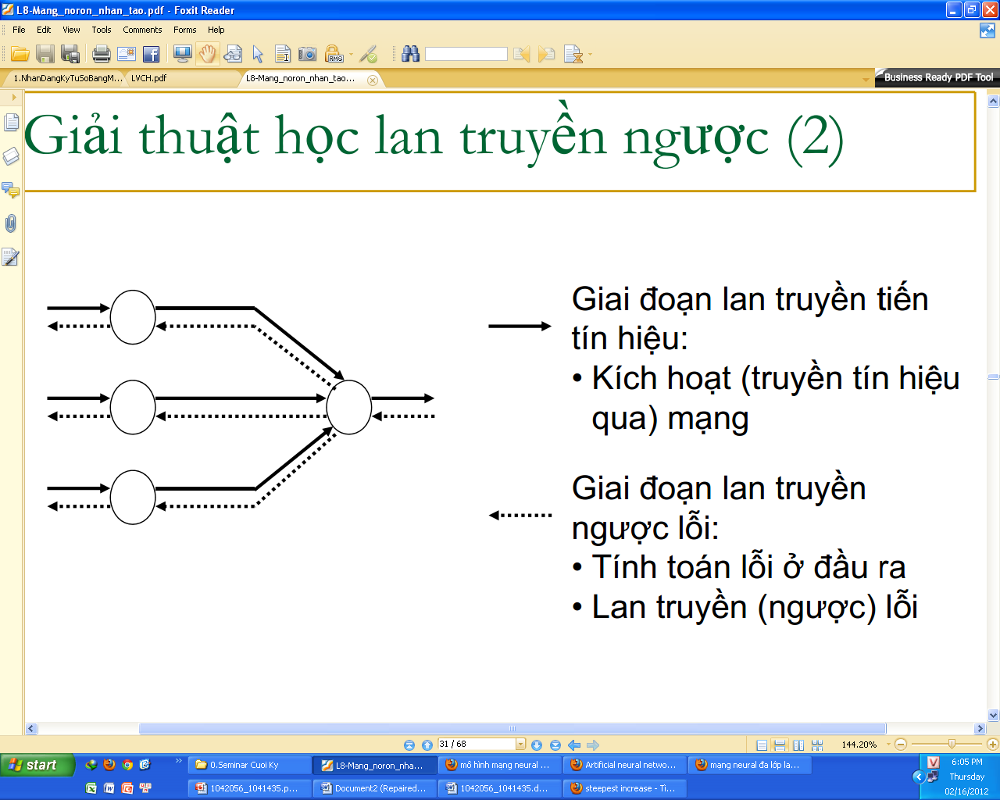 L8-Mang_noron_nhan_tao.pdf - Foxit Reader
File Edit View Tools Comments Forms Help
RMS
1.NhanDangKyTuSoBangM... LVCH.pdf L8-Mang_noron_nhan_tao... Business Ready PDF Tool
Giải thuật học lan truyền ngược (2)
Giai đoạn lan truyền tiến
tín hiệu:
• Kích hoạt (truyền tín hiệu
qua) mạng
Giai đoạn lan truyền
ngược lỗi:
• Tính toán lỗi ở đầu ra
• Lan truyền (ngược) lỗi
31 / 68 144.20%
start 0.Seminar Cuoi Ky L8-Mang_noron_nha... mô hình mạng neural ... Artificial neural netwo... mạng neural đa lớp la... 6:05 PM
Thursday
1042056_1041435.p... Document2 (Repaired... 1042056_1041435.d... steepest increase - Tì... 02/16/2012